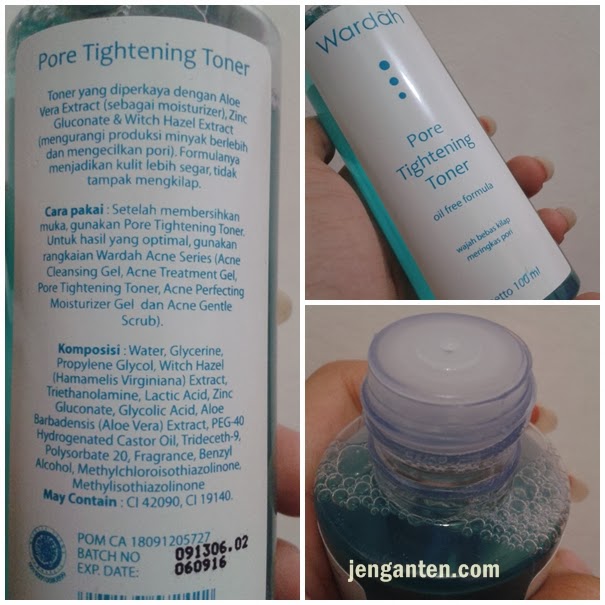 Pore Tightening Toner
Toner yang diperkaya dengan Aloe
Vera Extract (sebagai moisturizer), Zinc
Gluconate & Witch Hazel Extract
(mengurangi produksi minyak berlebih
dan mengecilkan pori). Formulanya
menjadikan kulit lebih segar, tidak
tampak mengkilap.
Cara pakai : Setelah membersihkan
muka, gunakan Pore Tightening Toner.
Untuk hasil yang optimal, gunakan
rangkaian Wardah Acne Series (Acne
Cleansing Gel, Acne Treatment Gel,
Pore Tightening Toner, Acne Perfecting
Moisturizer Gel dan Acne Gentle
Scrub).
Komposisi : Water, Glycerine,
Propylene Glycol, Witch Hazel
(Hamamelis Virginiana) Extract,
Triethanolamine, Lactic Acid, Zinc
Gluconate, Glycolic Acid, Aloe
Barbadensis (Aloe Vera) Extract, PEG-40
Hydrogenated Castor Oil, Trideceth-9,
Polysorbate 20, Fragrance, Benzyl
Alcohol, Methylchloroisothiazolinone,
Methylisothiazolinone
May Contain : CI 42090, CI 19140.
POM CA 18091205727
BATCH NO 091306.02
EXP. DATE: 060916
Wardah
Pore
Tightening
Toner
oil free formula
wajah bebas kilap
meringkas pori
etto 100 ml
jenganten.com